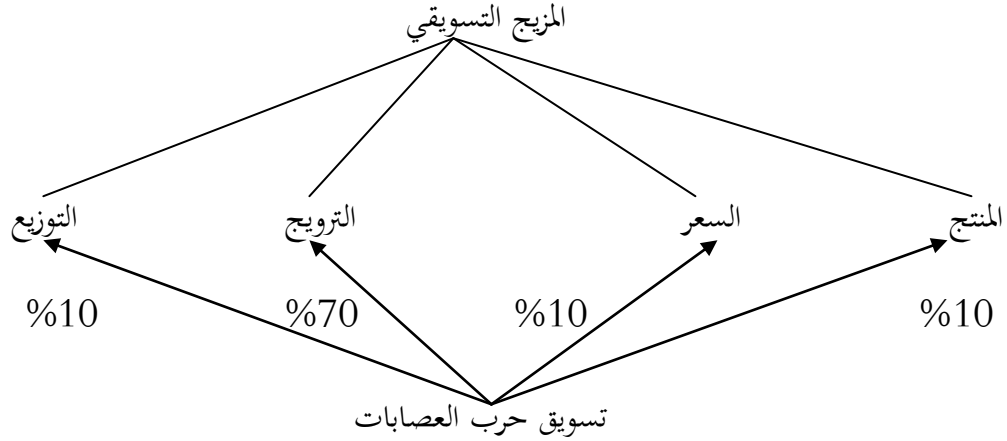 المزيج التسويقي
المنتج السعر الترويج التوزيع
%10 %10 %70 %10
تسويق حرب العصابات